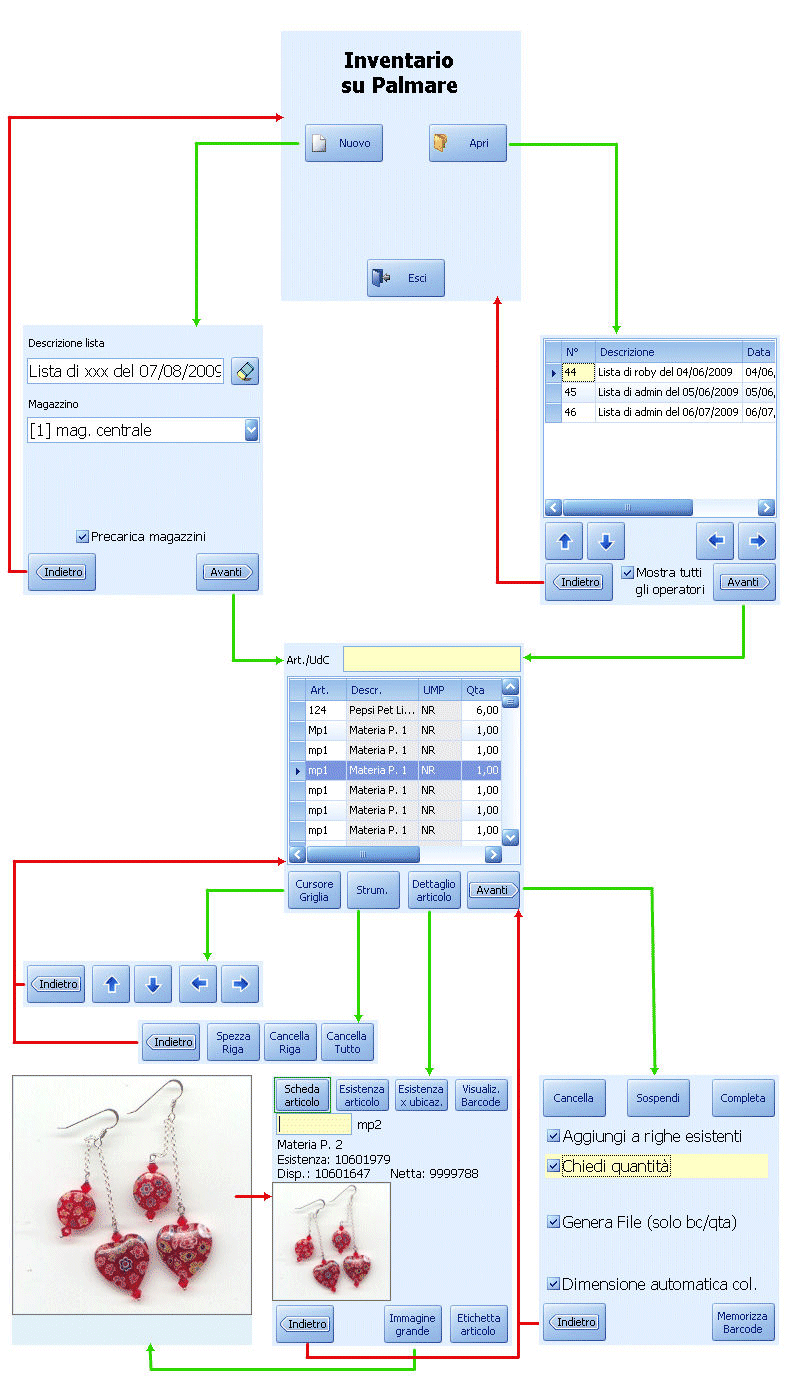 Inventario
su Palmare
Nuovo
Apri
Esci
Descrizione lista
Lista di xxx del 07/08/2009
Magazzino
[1] mag. centrale
Precarica magazzini
Indietro
Avanti
N° Descrizione Data
44 Lista di roby del 04/06/2009 04/06,
45 Lista di admin del 05/06/2009 05/06,
46 Lista di admin del 06/07/2009 06/07,
Indietro
Mostra tutti
gli operatori
Avanti
Art./UdC
Art. Descr. UMP Qta
124 Pepsi Pet Li... NR 6,00
Mp1 Materia P. 1 NR 1,00
mp1 Materia P. 1 NR 1,00
mp1 Materia P. 1 NR 1,00
mp1 Materia P. 1 NR 1,00
mp1 Materia P. 1 NR 1,00
mp1 Materia P. 1 NR 1,00
Cursore
Griglia
Strum.
Dettaglio
articolo
Avanti
Indietro
Indietro
Spezza
Riga
Cancella
Riga
Cancella
Tutto
Scheda
articolo
Esistenza
articolo
Esistenza
x ubicaz.
Visualiz.
Barcode
mp2
Materia P. 2
Esistenza: 10601979
Disp.: 10601647 Netta: 9999788
Indietro
Immagine
grande
Etichetta
articolo
Cancella
Sospendi
Completa
Aggiungi a righe esistenti
Chiedi quantità
Genera File (solo bc/qta)
Dimensione automatica col.
Indietro
Memorizza
Barcode